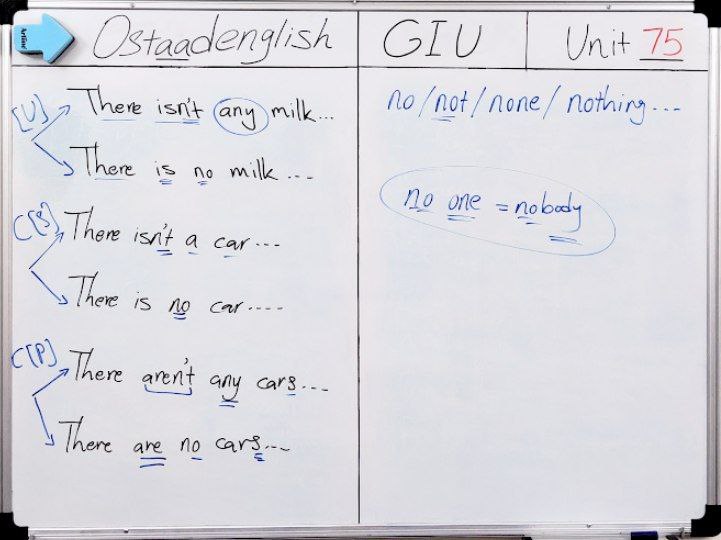 Ostaadenglish
GIU
Unit 75
[U]
There isn't any milk...
There is no milk ...
C[S]
There isn't a car ...
There is no car ....
C[P]
There aren't any cars ...
There are no cars ...
no / not / none / nothing ...
no one = nobody